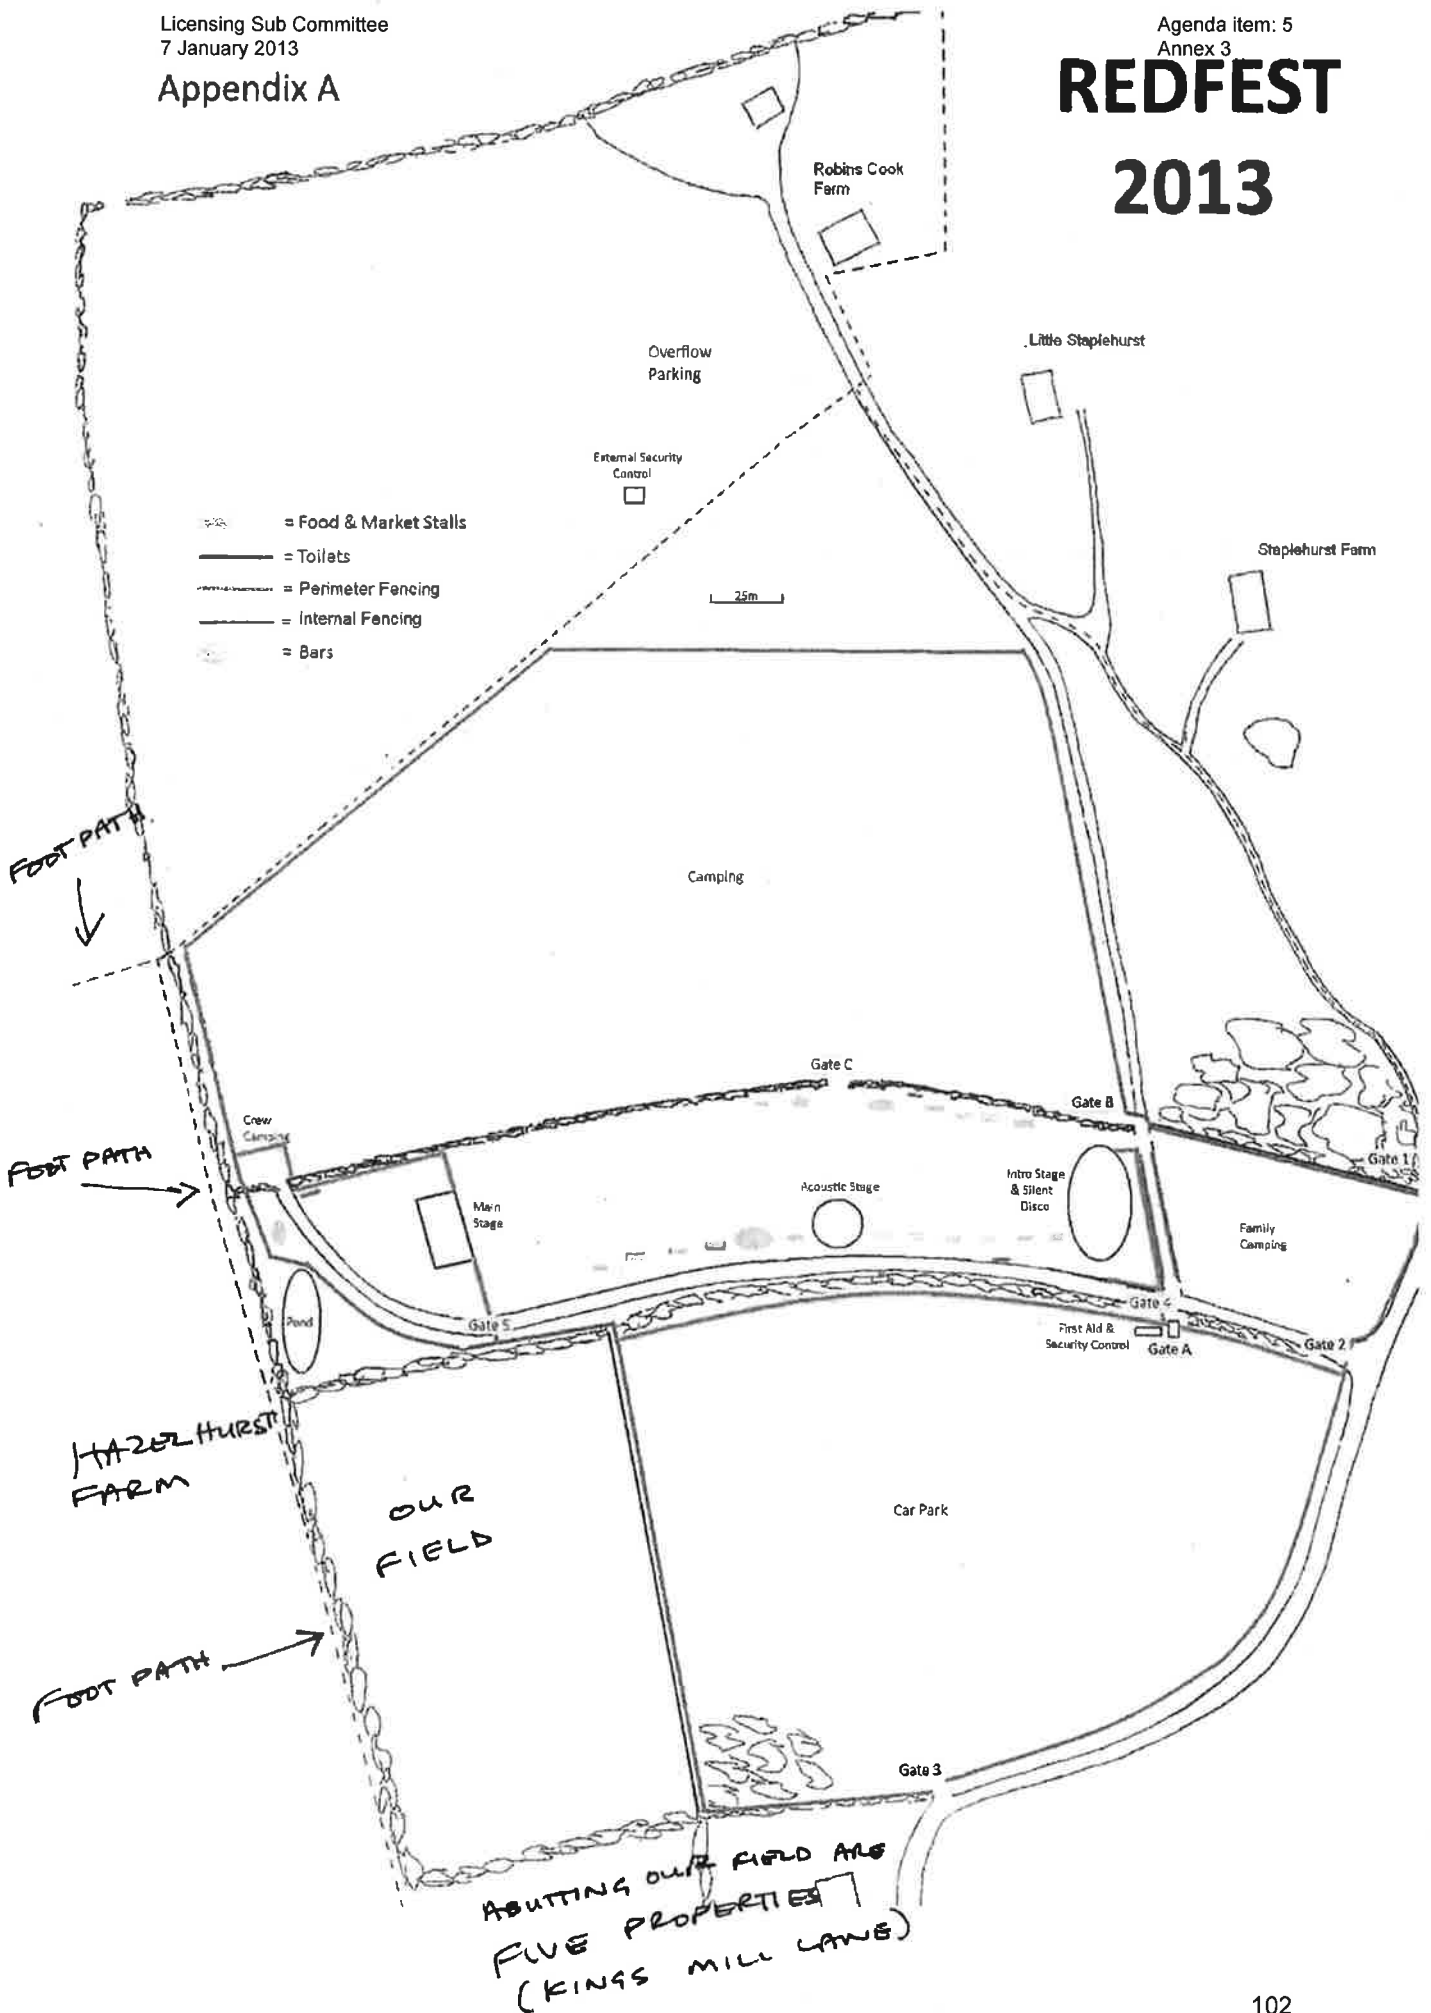 Licensing Sub Committee
7 January 2013
Appendix A
Agenda item: 5
Annex 3
REDFEST
2013
Robins Cook
Farm
Little Staplehurst
Overflow
Parking
External Security
Control
= Food & Market Stalls
= Toilets
= Perimeter Fencing
= Internal Fencing
= Bars
25m
Staplehurst Farm
FOOT PATH
Camping
Gate C
Gate B
Crew
Camping
Gate 1
FOOT PATH
Main
Stage
Acoustic Stage
Intro Stage
& Silent
Disco
Family
Camping
Pond
Gate 5
Gate 4
First Aid &
Security Control
Gate A
Gate 2
HAZELHURST
FARM
OUR
FIELD
Car Park
FOOT PATH
Gate 3
ABUTTING OUR FIELD ARE
FIVE PROPERTIES
(KINGS MILL LANE)
102